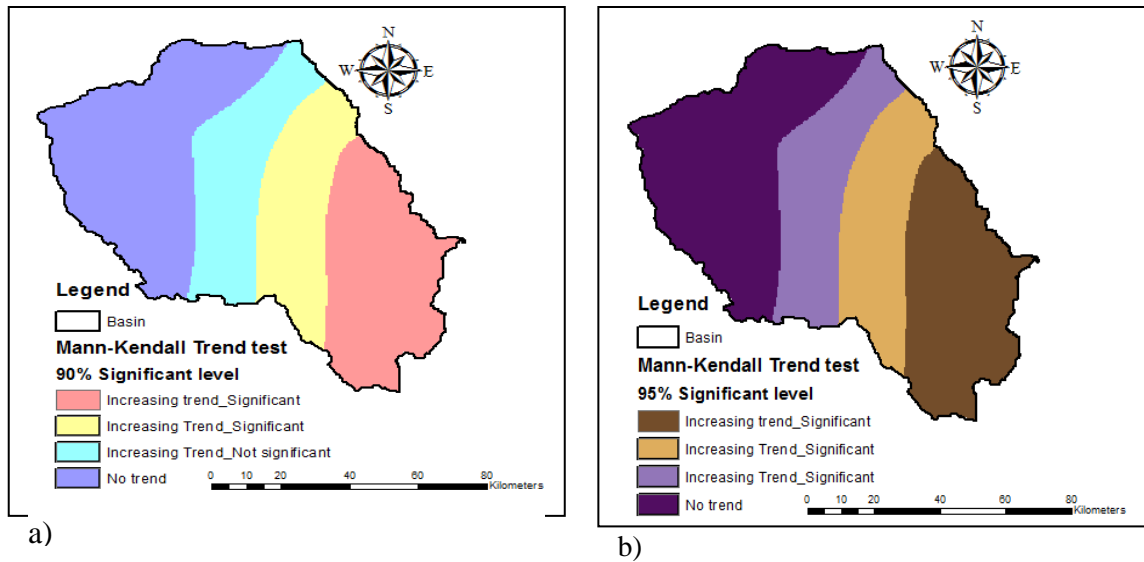 N
W E
S
Legend
Basin
Mann-Kendall Trend test
90% Significant level
Increasing trend_Significant
Increasing Trend_Significant
Increasing Trend_Not significant
No trend
0 10 20 40 60 80
Kilometers
a)
N
W E
S
Legend
Basin
Mann-Kendall Trend test
95% Significant level
Increasing trend_Significant
Increasing Trend_Significant
Increasing Trend_Significant
No trend
0 10 20 40 60 80
Kilometers
b)